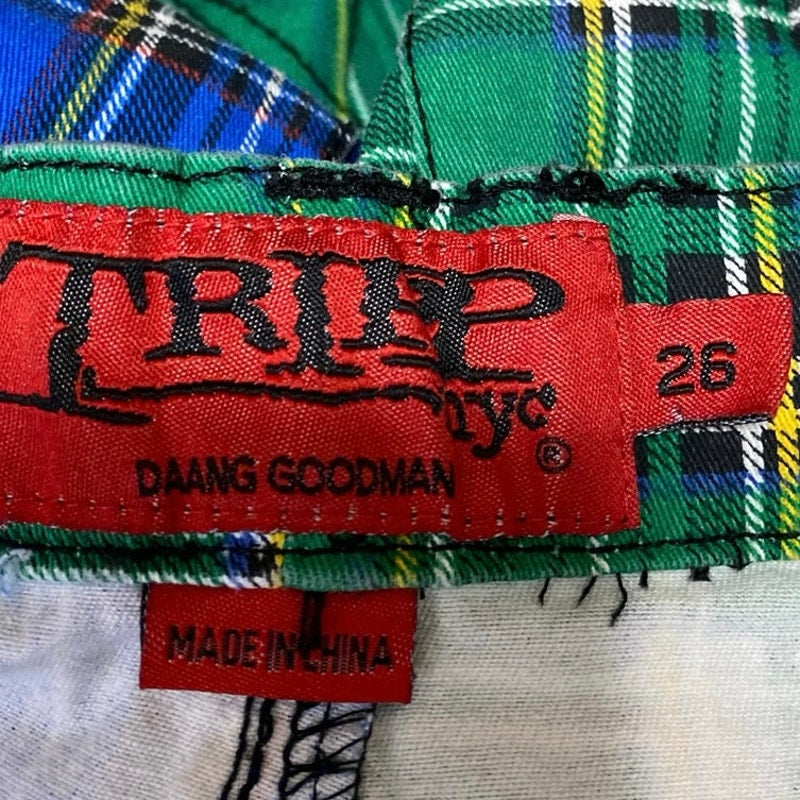 TRIPP
nyc
®
26
DAANG GOODMAN
MADE IN CHINA